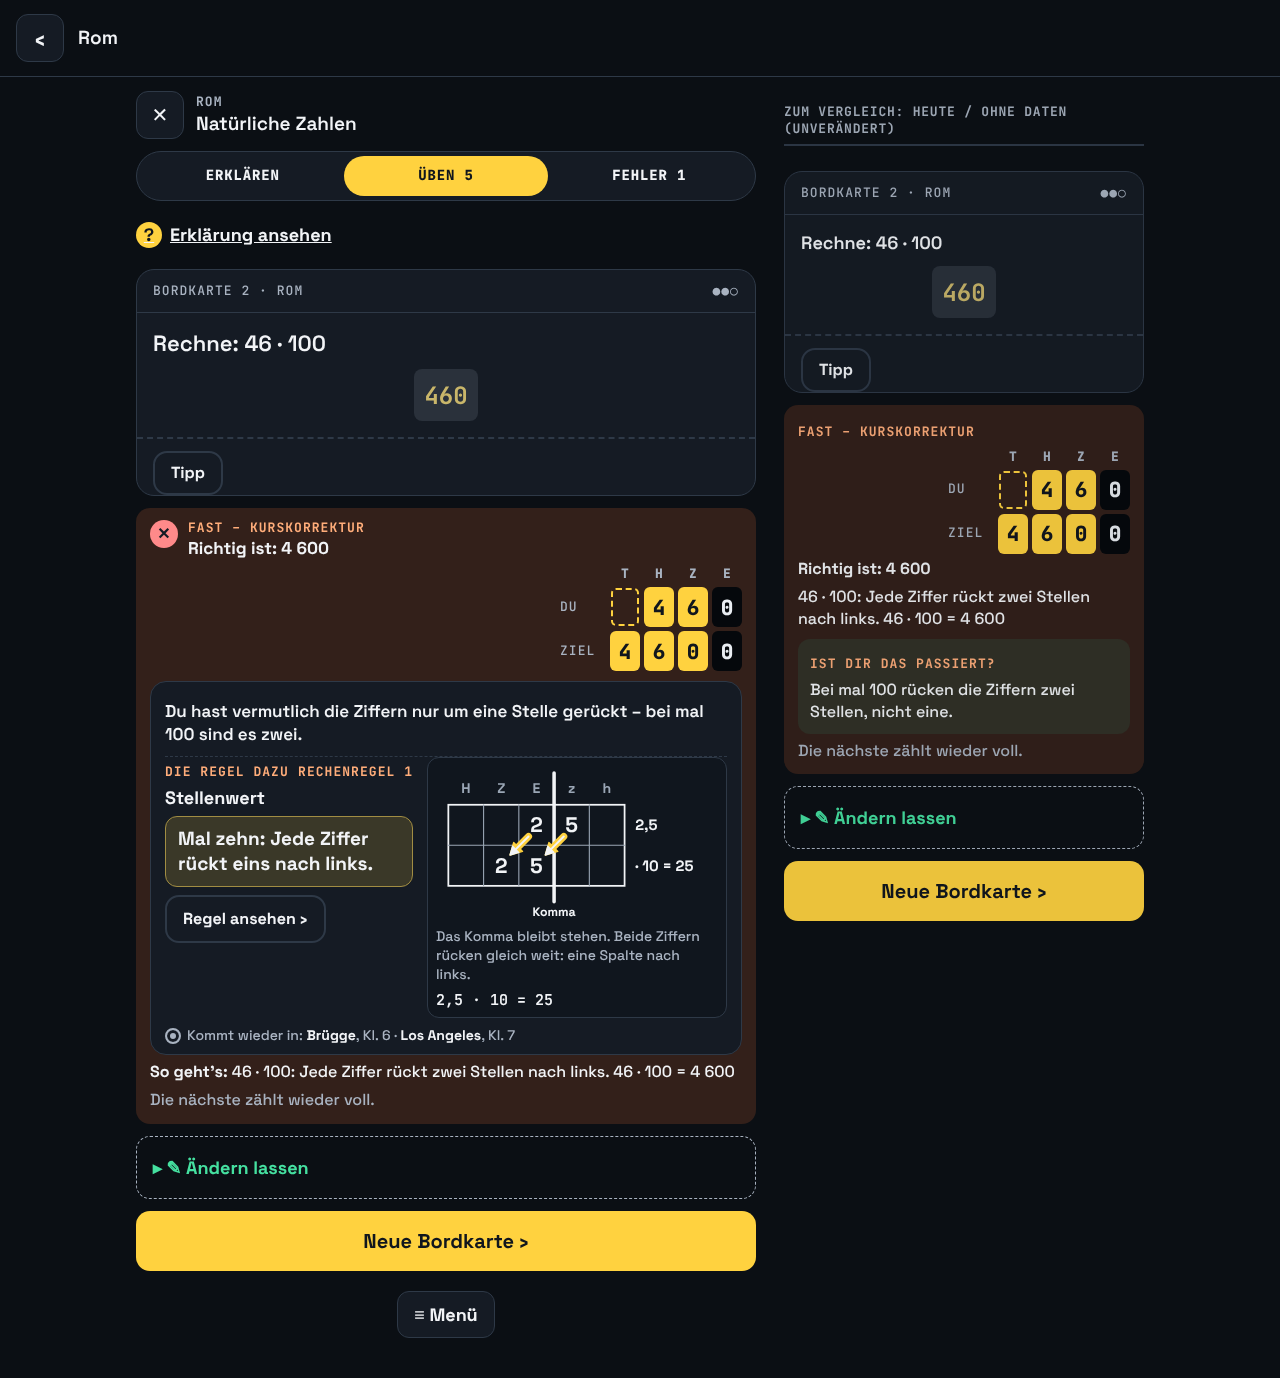 < Rom
×
ROM
Natürliche Zahlen
ERKLÄREN ÜBEN 5 FEHLER 1
? Erklärung ansehen
BORDKARTE 2 · ROM ●●○
Rechne: 46 · 100
460
Tipp
× FAST – KURSKORREKTUR
Richtig ist: 4 600
T H Z E
DU 4 6 0
ZIEL 4 6 0 0
Du hast vermutlich die Ziffern nur um eine Stelle gerückt – bei mal
100 sind es zwei.
DIE REGEL DAZU RECHENREGEL 1
Stellenwert
Mal zehn: Jede Ziffer
rückt eins nach links.
Regel ansehen >
H Z E z h
2 5 2,5
2 5 · 10 = 25
Komma
Das Komma bleibt stehen. Beide Ziffern
rücken gleich weit: eine Spalte nach
links.
2,5 · 10 = 25
Kommt wieder in: Brügge, Kl. 6 · Los Angeles, Kl. 7
So geht's: 46 · 100: Jede Ziffer rückt zwei Stellen nach links. 46 · 100 = 4 600
Die nächste zählt wieder voll.
▸ ✎ Ändern lassen
Neue Bordkarte >
≡ Menü
ZUM VERGLEICH: HEUTE / OHNE DATEN
(UNVERÄNDERT)
BORDKARTE 2 · ROM ●●○
Rechne: 46 · 100
460
Tipp
FAST – KURSKORREKTUR
T H Z E
DU 4 6 0
ZIEL 4 6 0 0
Richtig ist: 4 600
46 · 100: Jede Ziffer rückt zwei Stellen
nach links. 46 · 100 = 4 600
IST DIR DAS PASSIERT?
Bei mal 100 rücken die Ziffern zwei
Stellen, nicht eine.
Die nächste zählt wieder voll.
▸ ✎ Ändern lassen
Neue Bordkarte >